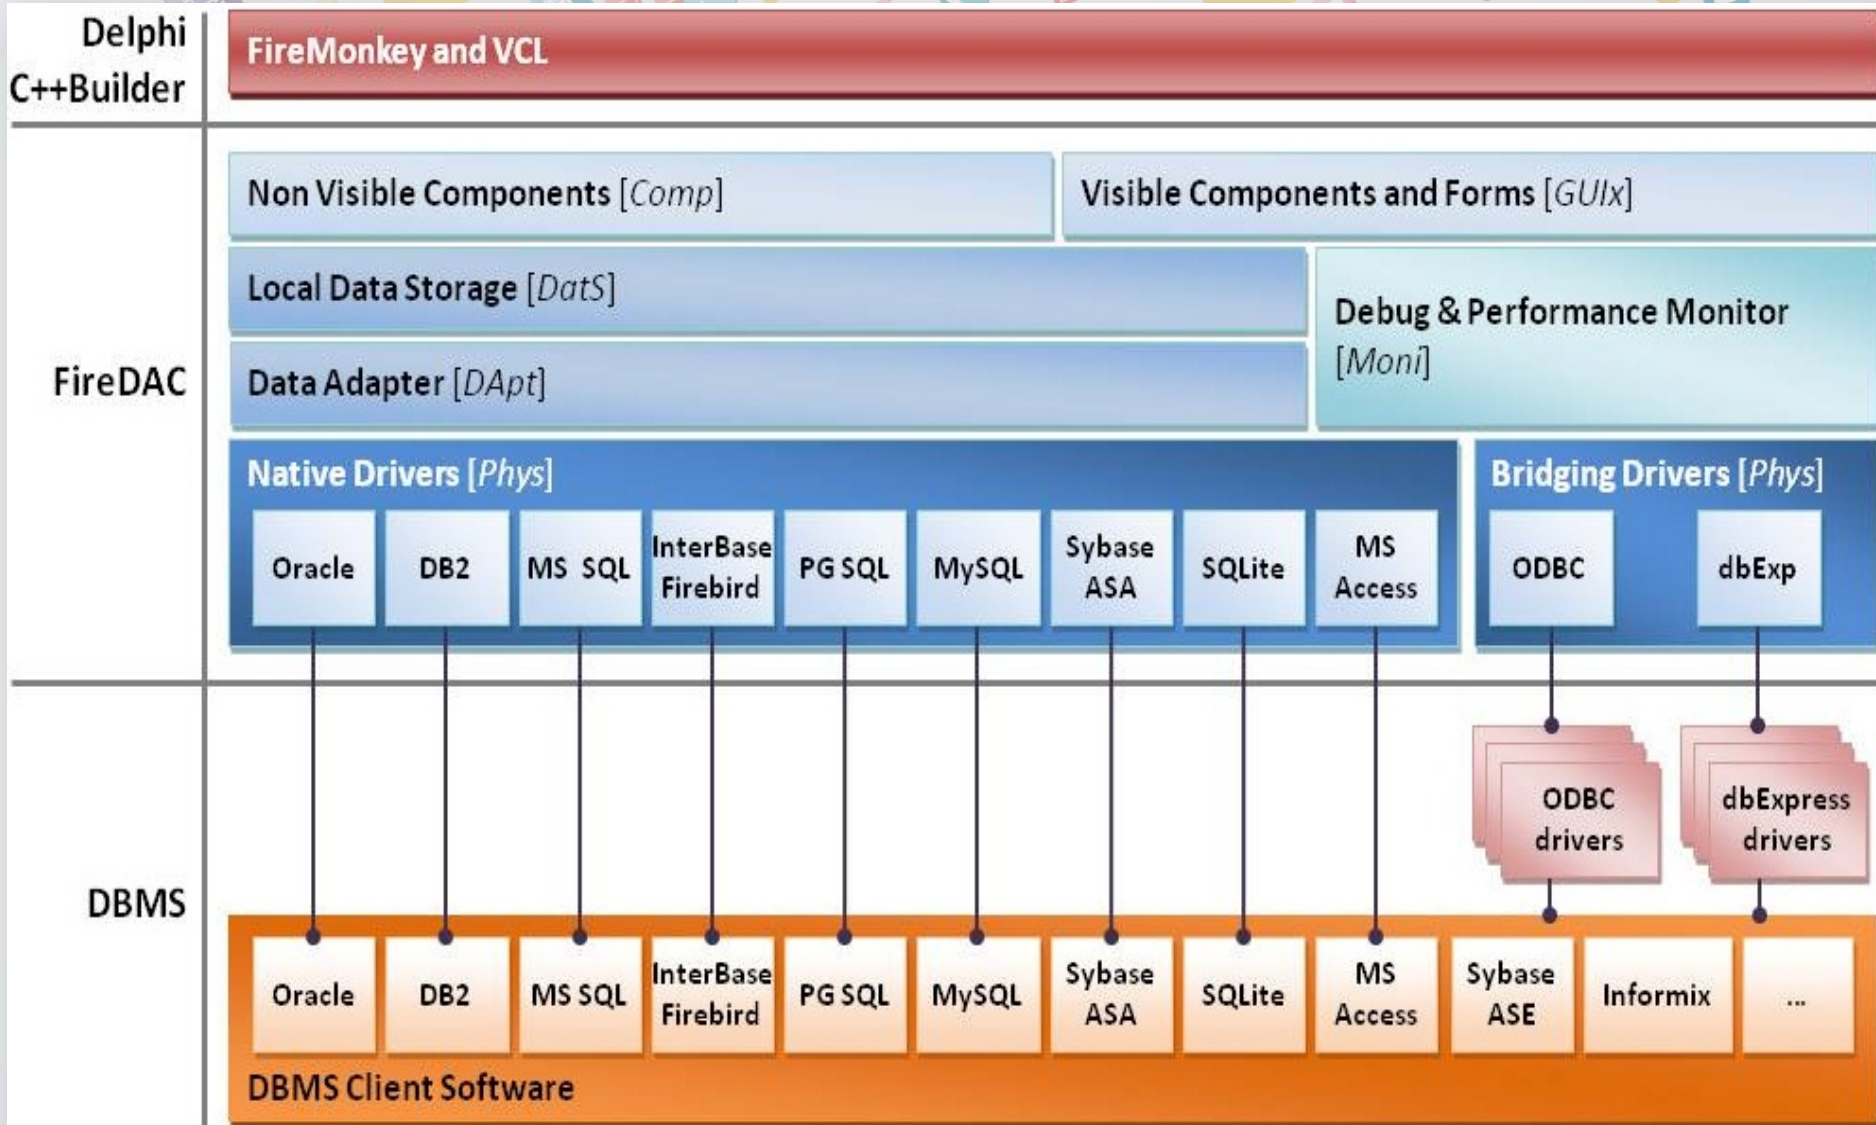 Delphi
C++Builder
FireMonkey and VCL
FireDAC
Non Visible Components [Comp]
Visible Components and Forms [GUIx]
Local Data Storage [DatS]
Debug & Performance Monitor
[Moni]
Data Adapter [DApt]
Native Drivers [Phys]
Oracle
DB2
MS SQL
InterBase
Firebird
PG SQL
MySQL
Sybase
ASA
SQLite
MS
Access
Bridging Drivers [Phys]
ODBC
dbExp
DBMS
ODBC
drivers
dbExpress
drivers
Oracle
DB2
MS SQL
InterBase
Firebird
PG SQL
MySQL
Sybase
ASA
SQLite
MS
Access
Sybase
ASE
Informix
...
DBMS Client Software